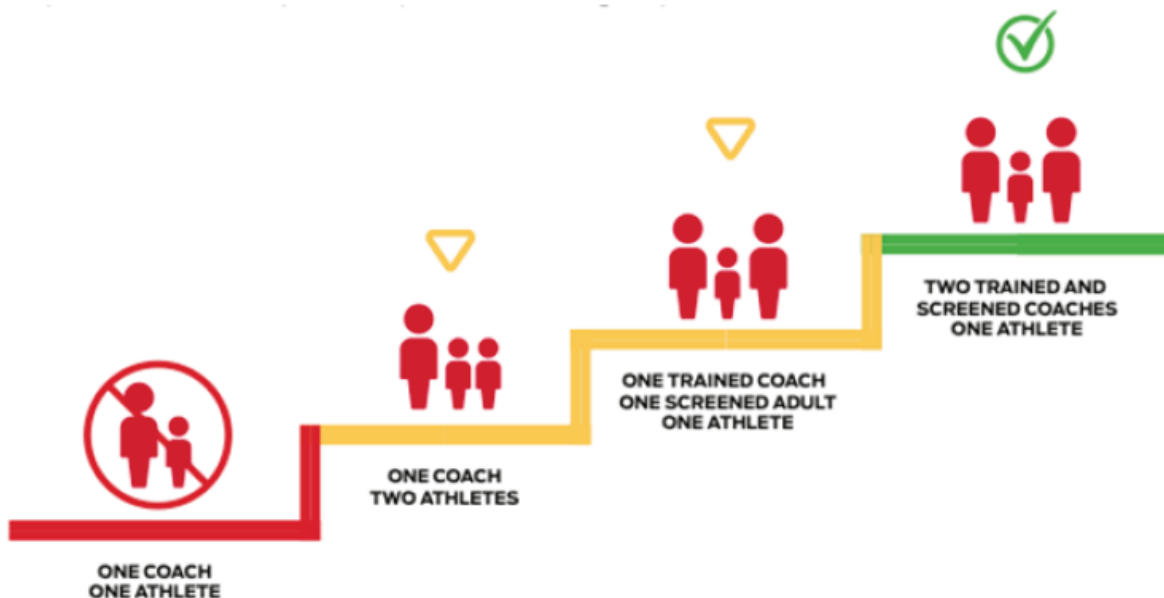 ONE COACH
ONE ATHLETE
ONE COACH
TWO ATHLETES
ONE TRAINED COACH
ONE SCREENED ADULT
ONE ATHLETE
TWO TRAINED AND
SCREENED COACHES
ONE ATHLETE